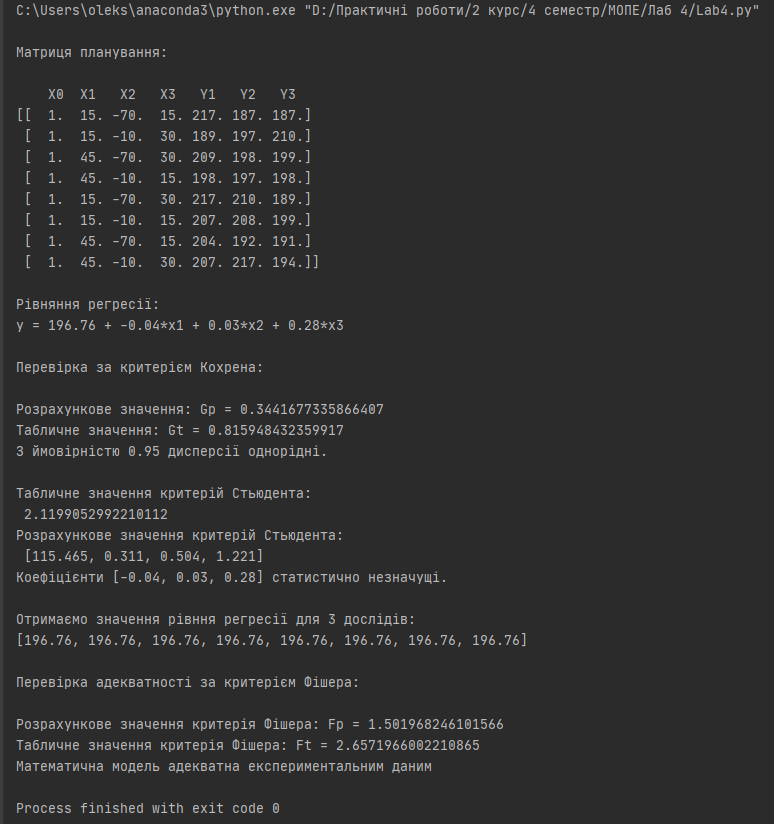 C:\Users\oleks\anaconda3\python.exe "D:/Практичні роботи/2 курс/4 семестр/МОПЕ/Лаб 4/Lab4.py"
Матриця планування:
X0 X1 X2 X3 Y1 Y2 Y3
[[ 1. 15. -70. 15. 217. 187. 187.]
[ 1. 15. -10. 30. 189. 197. 210.]
[ 1. 45. -70. 30. 209. 198. 199.]
[ 1. 45. -10. 15. 198. 197. 198.]
[ 1. 15. -70. 30. 217. 210. 189.]
[ 1. 15. -10. 15. 207. 208. 199.]
[ 1. 45. -70. 15. 204. 192. 191.]
[ 1. 45. -10. 30. 207. 217. 194.]]
Рівняння регресії:
y = 196.76 + -0.04*x1 + 0.03*x2 + 0.28*x3
Перевірка за критерієм Кохрена:
Розрахункове значення: Gp = 0.3441677335866407
Табличне значення: Gt = 0.815948432359917
З ймовірністю 0.95 дисперсії однорідні.
Табличне значення критерій Стьюдента:
2.1199052992210112
Розрахункове значення критерій Стьюдента:
[115.465, 0.311, 0.504, 1.221]
Коефіцієнти [-0.04, 0.03, 0.28] статистично незначущі.
Отримаємо значення рівння регресії для 3 дослідів:
[196.76, 196.76, 196.76, 196.76, 196.76, 196.76, 196.76, 196.76]
Перевірка адекватності за критерієм Фішера:
Розрахункове значення критерія Фішера: Fp = 1.501968246101566
Табличне значення критерія Фішера: Ft = 2.6571966002210865
Математична модель адекватна експериментальним даним
Process finished with exit code 0